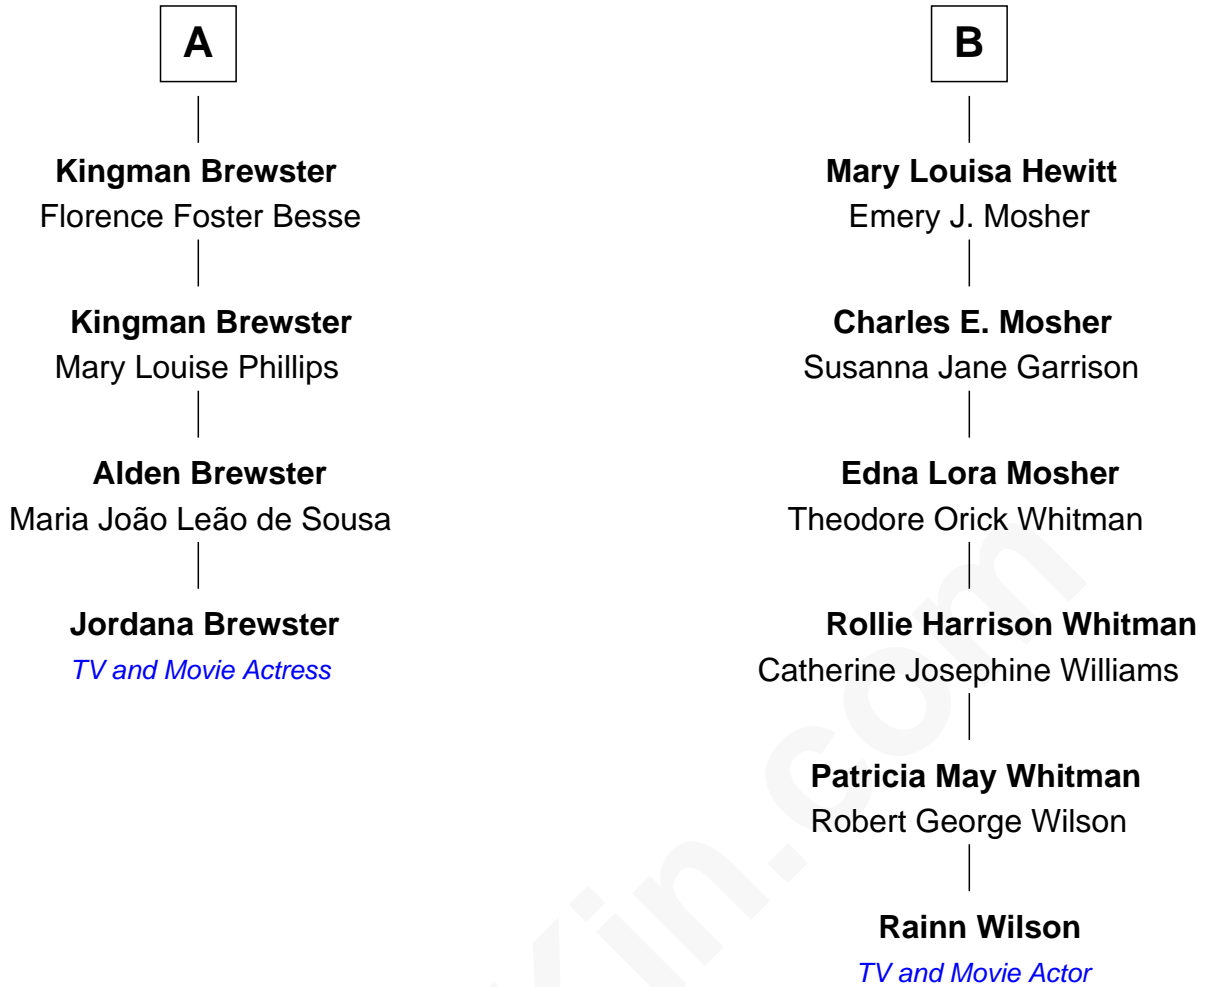 A
Kingman Brewster
Florence Foster Besse
Kingman Brewster
Mary Louise Phillips
Alden Brewster
Maria João Leão de Sousa
Jordana Brewster
TV and Movie Actress
B
Mary Louisa Hewitt
Emery J. Mosher
Charles E. Mosher
Susanna Jane Garrison
Edna Lora Mosher
Theodore Orick Whitman
Rollie Harrison Whitman
Catherine Josephine Williams
Patricia May Whitman
Robert George Wilson
Rainn Wilson
TV and Movie Actor
Kin.com